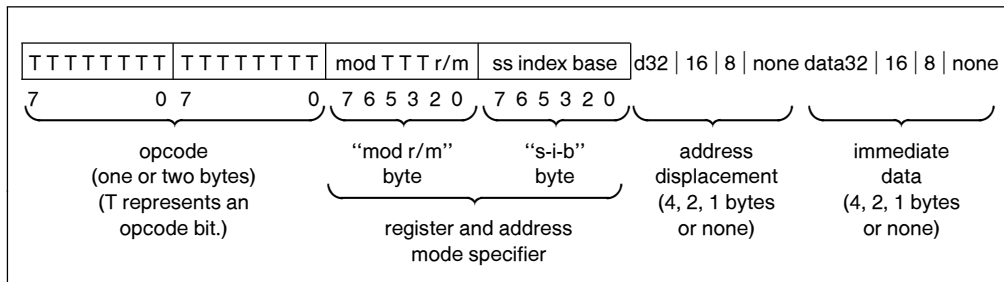 T T T T T T T T T T T T T T T T mod T T T r/m ss index base d32 | 16 | 8 | none data32 | 16 | 8 | none
7 0 7 0 7 6 5 3 2 0 7 6 5 3 2 0
opcode
(one or two bytes)
(T represents an
opcode bit.)
‘‘mod r/m’’
byte
‘‘s-i-b’’
byte
register and address
mode specifier
address
displacement
(4, 2, 1 bytes
or none)
immediate
data
(4, 2, 1 bytes
or none)